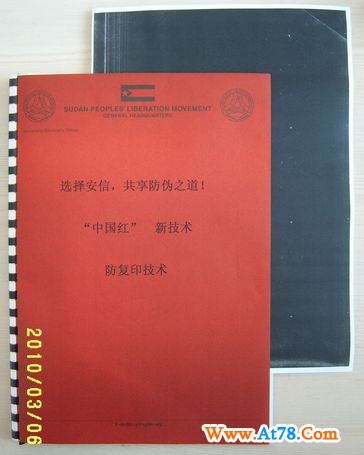 SUDAN PEOPLES' LIBERATION MOVEMENT
GENERAL HEADQUARTERS
选择安信，共享防伪之道！
“中国红” 新技术
防复印技术
2010/03/06
Www.At78.Com